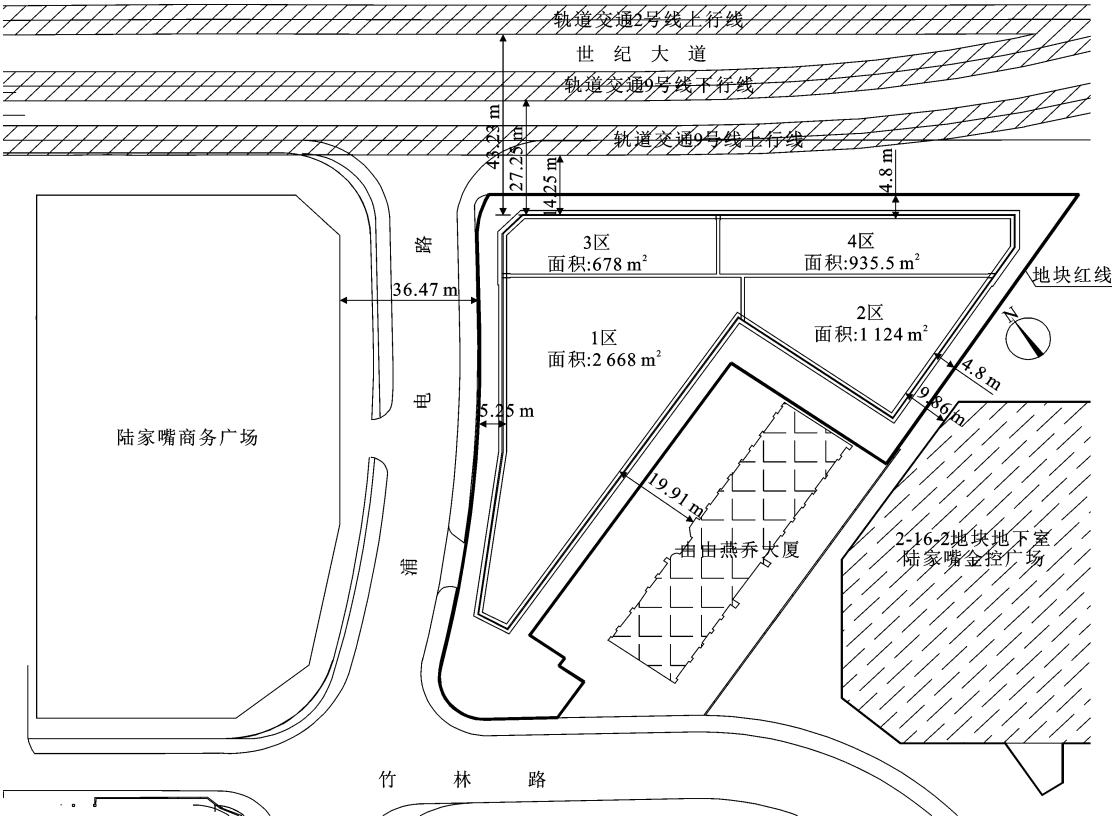 轨道交通2号线上行线
世纪大道
轨道交通9号线下行线
轨道交通9号线上行线
43.23 m
27.25 m
14.25 m
4.8 m
路
3区
面积:678 m²
4区
面积:935.5 m²
地块红线
36.47 m
N
2区
面积:1 124 m²
1区
面积:2 668 m²
4.8 m
9.86 m
电
5.25 m
陆家嘴商务广场
19.91 m
由由燕乔大厦
2-16-2地块地下室
陆家嘴金控广场
浦
竹林路